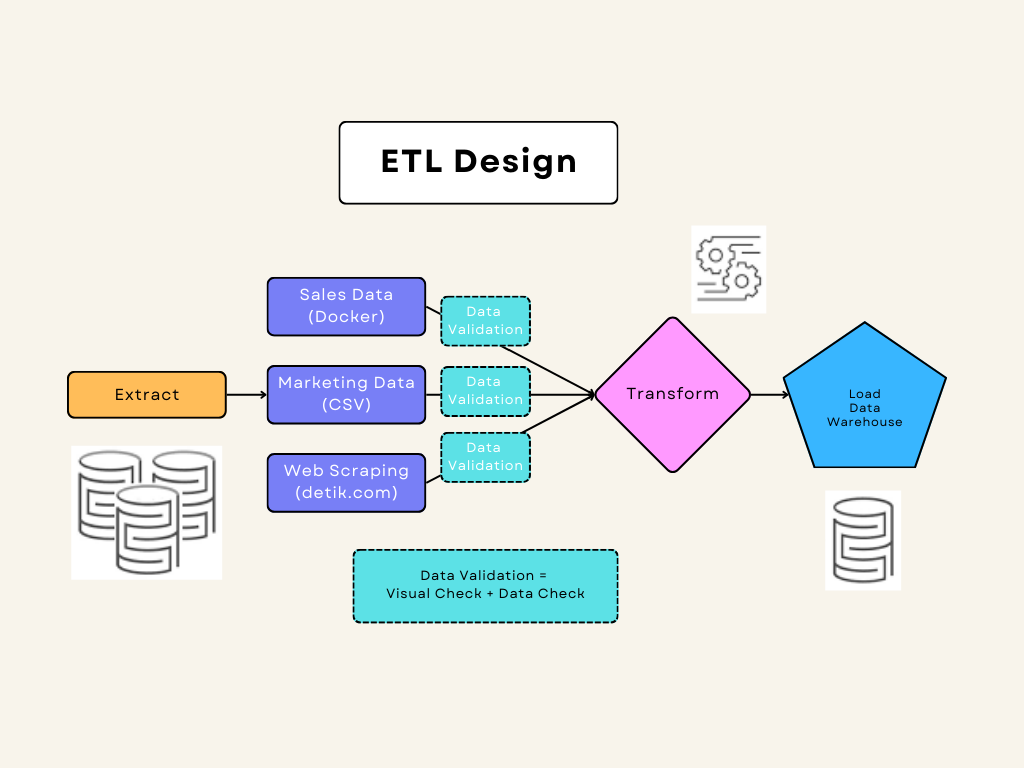 ETL Design
Extract
Sales Data
(Docker)
Marketing Data
(CSV)
Web Scraping
(detik.com)
Data
Validation
Data
Validation
Data
Validation
Transform
Load
Data
Warehouse
Data Validation =
Visual Check + Data Check